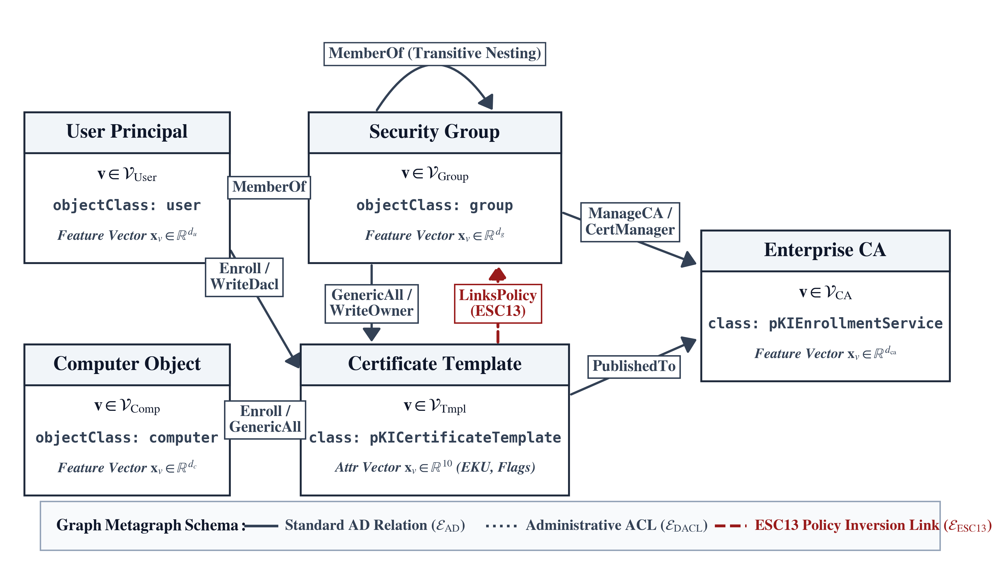 MemberOf (Transitive Nesting)
User Principal
v ∈ 𝒱User
objectClass: user
Feature Vector xv ∈ ℝdu
MemberOf
Security Group
v ∈ 𝒱Group
objectClass: group
Feature Vector xv ∈ ℝdg
ManageCA /
CertManager
Enterprise CA
v ∈ 𝒱CA
class: pKIEnrollmentService
Feature Vector xv ∈ ℝdca
Enroll /
WriteDacl
GenericAll /
WriteOwner
LinksPolicy
(ESC13)
PublishedTo
Computer Object
v ∈ 𝒱Comp
objectClass: computer
Feature Vector xv ∈ ℝdc
Enroll /
GenericAll
Certificate Template
v ∈ 𝒱Tmpl
class: pKICertificateTemplate
Attr Vector xv ∈ ℝ10 (EKU, Flags)
Graph Metagraph Schema: Standard AD Relation (ℰAD) Administrative ACL (ℰDACL) ESC13 Policy Inversion Link (ℰESC13)